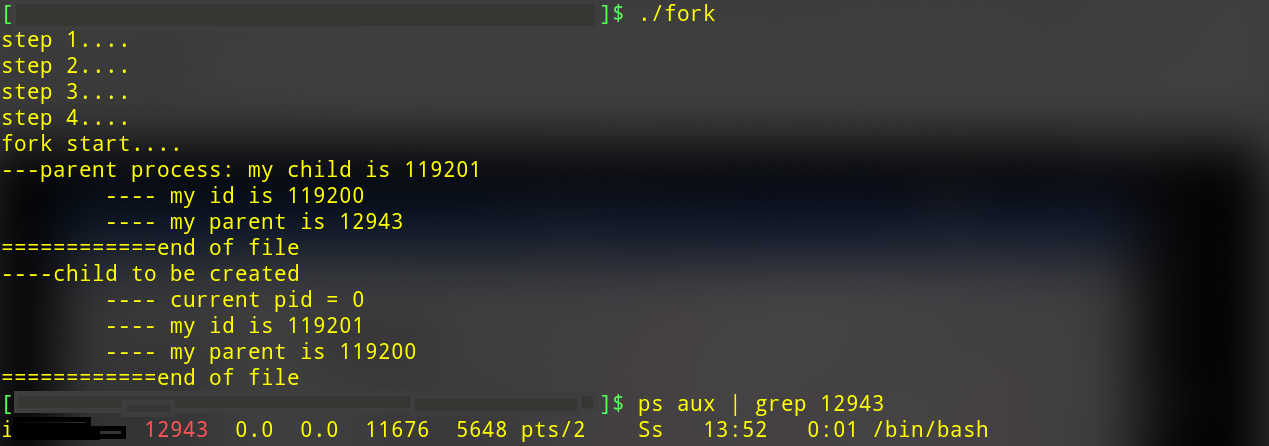 [ ]$ ./fork
step 1....
step 2....
step 3....
step 4....
fork start....
---parent process: my child is 119201
---- my id is 119200
---- my parent is 12943
============end of file
----child to be created
---- current pid = 0
---- my id is 119201
---- my parent is 119200
============end of file
[ ]$ ps aux | grep 12943
i 12943 0.0 0.0 11676 5648 pts/2 Ss 13:52 0:01 /bin/bash